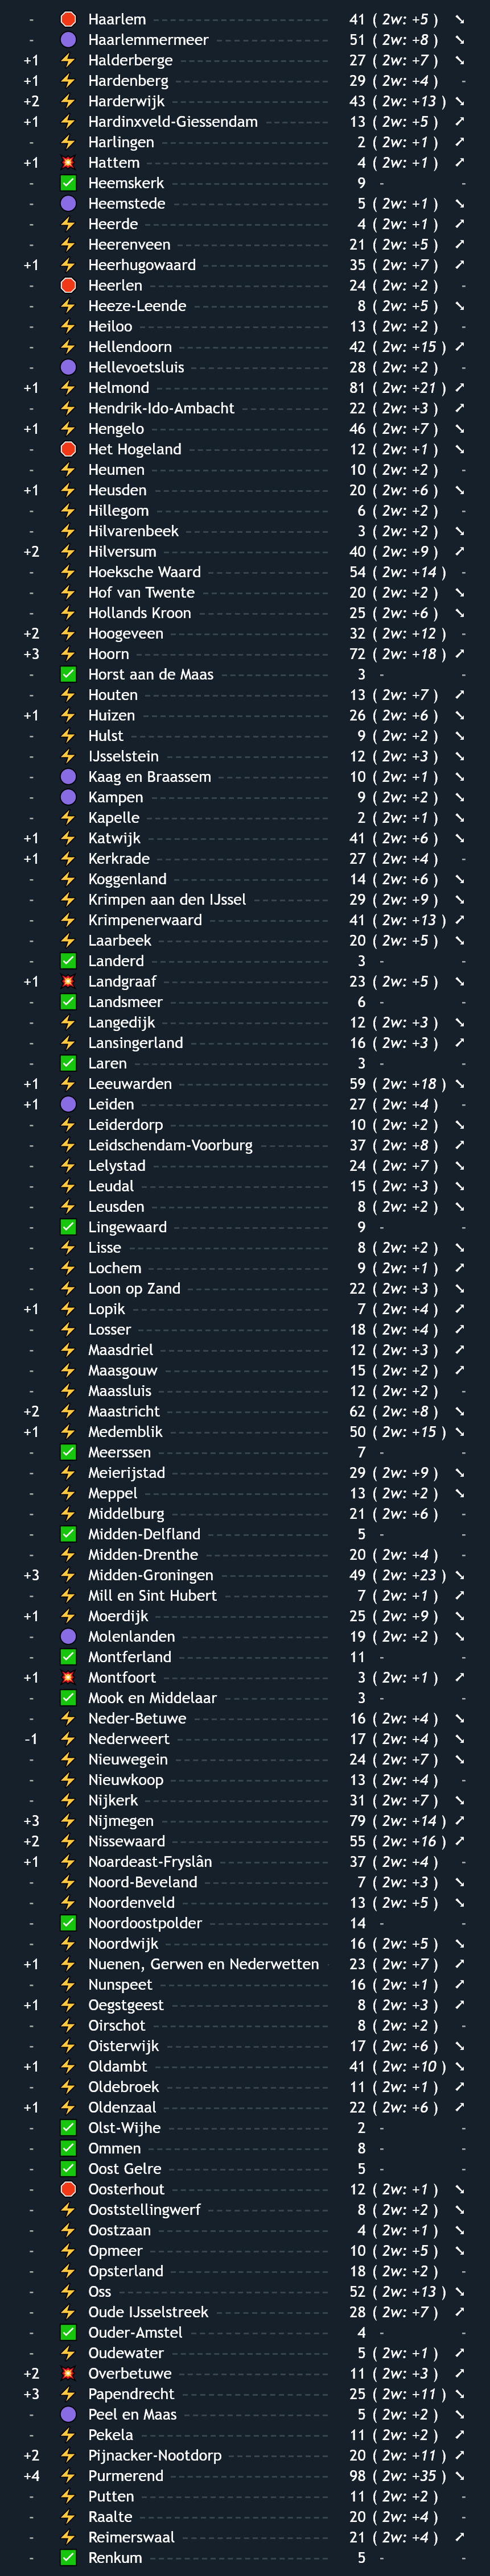 - Haarlem 41 ( 2w: +5 ) ↘
- Haarlemmermeer 51 ( 2w: +8 ) ↘
+1 Halderberge 27 ( 2w: +7 ) ↘
+1 Hardenberg 29 ( 2w: +4 ) -
+2 Harderwijk 43 ( 2w: +13 ) ↘
+1 Hardinxveld-Giessendam 13 ( 2w: +5 ) ↗
- Harlingen 2 ( 2w: +1 ) ↗
+1 Hattem 4 ( 2w: +1 ) ↗
- Heemskerk 9 - -
- Heemstede 5 ( 2w: +1 ) ↘
- Heerde 4 ( 2w: +1 ) ↗
- Heerenveen 21 ( 2w: +5 ) ↗
+1 Heerhugowaard 35 ( 2w: +7 ) ↗
- Heerlen 24 ( 2w: +2 ) -
- Heeze-Leende 8 ( 2w: +5 ) ↘
- Heiloo 13 ( 2w: +2 ) -
- Hellendoorn 42 ( 2w: +15 ) ↗
- Hellevoetsluis 28 ( 2w: +2 ) -
+1 Helmond 81 ( 2w: +21 ) ↗
- Hendrik-Ido-Ambacht 22 ( 2w: +3 ) ↗
+1 Hengelo 46 ( 2w: +7 ) ↘
- Het Hogeland 12 ( 2w: +1 ) ↘
- Heumen 10 ( 2w: +2 ) -
+1 Heusden 20 ( 2w: +6 ) ↘
- Hillegom 6 ( 2w: +2 ) -
- Hilvarenbeek 3 ( 2w: +2 ) ↘
+2 Hilversum 40 ( 2w: +9 ) ↗
- Hoeksche Waard 54 ( 2w: +14 ) -
- Hof van Twente 20 ( 2w: +2 ) ↘
- Hollands Kroon 25 ( 2w: +6 ) ↘
+2 Hoogeveen 32 ( 2w: +12 ) -
+3 Hoorn 72 ( 2w: +18 ) ↗
- Horst aan de Maas 3 - -
- Houten 13 ( 2w: +7 ) ↗
+1 Huizen 26 ( 2w: +6 ) ↘
- Hulst 9 ( 2w: +2 ) ↘
- IJsselstein 12 ( 2w: +3 ) ↘
- Kaag en Braassem 10 ( 2w: +1 ) ↘
- Kampen 9 ( 2w: +2 ) ↘
- Kapelle 2 ( 2w: +1 ) ↘
+1 Katwijk 41 ( 2w: +6 ) ↘
+1 Kerkrade 27 ( 2w: +4 ) -
- Koggenland 14 ( 2w: +6 ) ↘
- Krimpen aan den IJssel 29 ( 2w: +9 ) ↘
- Krimpenerwaard 41 ( 2w: +13 ) ↗
- Laarbeek 20 ( 2w: +5 ) ↘
- Landerd 3 - -
+1 Landgraaf 23 ( 2w: +5 ) ↘
- Landsmeer 6 - -
- Langedijk 12 ( 2w: +3 ) ↘
- Lansingerland 16 ( 2w: +3 ) ↗
- Laren 3 - -
+1 Leeuwarden 59 ( 2w: +18 ) ↘
+1 Leiden 27 ( 2w: +4 ) -
- Leiderdorp 10 ( 2w: +2 ) ↘
- Leidschendam-Voorburg 37 ( 2w: +8 ) ↗
- Lelystad 24 ( 2w: +7 ) ↘
- Leudal 15 ( 2w: +3 ) ↘
- Leusden 8 ( 2w: +2 ) ↘
- Lingewaard 9 - -
- Lisse 8 ( 2w: +2 ) ↘
- Lochem 9 ( 2w: +1 ) ↗
- Loon op Zand 22 ( 2w: +3 ) ↘
+1 Lopik 7 ( 2w: +4 ) ↗
- Losser 18 ( 2w: +4 ) ↗
- Maasdriel 12 ( 2w: +3 ) ↗
- Maasgouw 15 ( 2w: +2 ) ↗
- Maassluis 12 ( 2w: +2 ) -
+2 Maastricht 62 ( 2w: +8 ) ↘
+1 Medemblik 50 ( 2w: +15 ) ↘
- Meerssen 7 - -
- Meierijstad 29 ( 2w: +9 ) ↘
- Meppel 13 ( 2w: +2 ) ↘
- Middelburg 21 ( 2w: +6 ) -
- Midden-Delfland 5 - -
- Midden-Drenthe 20 ( 2w: +4 ) -
+3 Midden-Groningen 49 ( 2w: +23 ) ↘
- Mill en Sint Hubert 7 ( 2w: +1 ) ↗
+1 Moerdijk 25 ( 2w: +9 ) ↘
- Molenlanden 19 ( 2w: +2 ) ↘
- Montferland 11 - -
+1 Montfoort 3 ( 2w: +1 ) ↗
- Mook en Middelaar 3 - -
- Neder-Betuwe 16 ( 2w: +4 ) ↘
-1 Nederweert 17 ( 2w: +4 ) ↘
- Nieuwegein 24 ( 2w: +7 ) ↘
- Nieuwkoop 13 ( 2w: +4 ) -
- Nijkerk 31 ( 2w: +7 ) ↘
+3 Nijmegen 79 ( 2w: +14 ) ↗
+2 Nissewaard 55 ( 2w: +16 ) ↗
+1 Noardeast-Fryslân 37 ( 2w: +4 ) -
- Noord-Beveland 7 ( 2w: +3 ) ↘
- Noordenveld 13 ( 2w: +5 ) ↘
- Noordoostpolder 14 - -
- Noordwijk 16 ( 2w: +5 ) ↘
+1 Nuenen, Gerwen en Nederwetten 23 ( 2w: +7 ) ↗
- Nunspeet 16 ( 2w: +1 ) ↗
+1 Oegstgeest 8 ( 2w: +3 ) ↗
- Oirschot 8 ( 2w: +2 ) -
- Oisterwijk 17 ( 2w: +6 ) ↘
+1 Oldambt 41 ( 2w: +10 ) ↘
- Oldebroek 11 ( 2w: +1 ) ↗
+1 Oldenzaal 22 ( 2w: +6 ) ↗
- Olst-Wijhe 2 - -
- Ommen 8 - -
- Oost Gelre 5 - -
- Oosterhout 12 ( 2w: +1 ) ↘
- Ooststellingwerf 8 ( 2w: +2 ) ↘
- Oostzaan 4 ( 2w: +1 ) ↘
- Opmeer 10 ( 2w: +5 ) ↘
- Opsterland 18 ( 2w: +2 ) -
- Oss 52 ( 2w: +13 ) ↘
- Oude IJsselstreek 28 ( 2w: +7 ) ↗
- Ouder-Amstel 4 - -
- Oudewater 5 ( 2w: +1 ) ↗
+2 Overbetuwe 11 ( 2w: +3 ) ↗
+3 Papendrecht 25 ( 2w: +11 ) ↘
- Peel en Maas 5 ( 2w: +2 ) ↘
- Pekela 11 ( 2w: +2 ) ↗
+2 Pijnacker-Nootdorp 20 ( 2w: +11 ) ↗
+4 Purmerend 98 ( 2w: +35 ) ↘
- Putten 11 ( 2w: +2 ) -
- Raalte 20 ( 2w: +4 ) -
- Reimerswaal 21 ( 2w: +4 ) ↗
- Renkum 5 - -